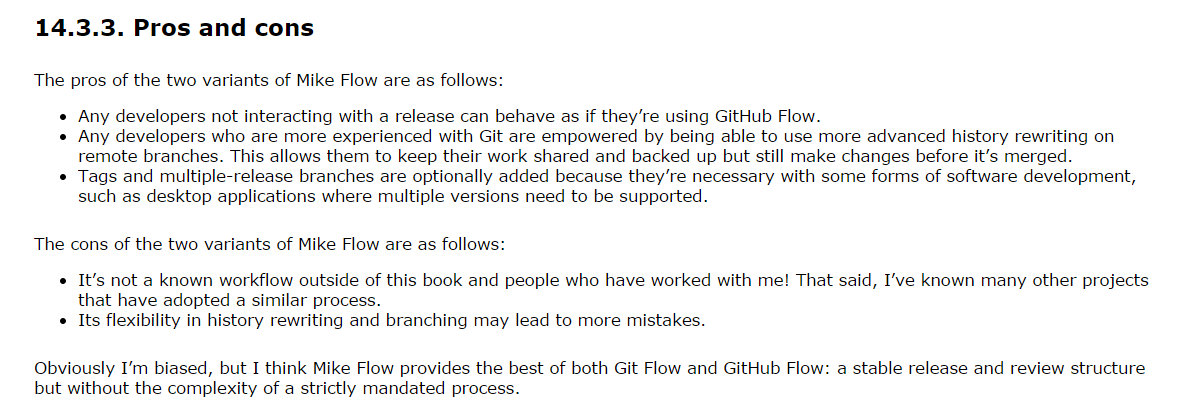 14.3.3. Pros and cons
The pros of the two variants of Mike Flow are as follows:
• Any developers not interacting with a release can behave as if they’re using GitHub Flow.
• Any developers who are more experienced with Git are empowered by being able to use more advanced history rewriting on
remote branches. This allows them to keep their work shared and backed up but still make changes before it’s merged.
• Tags and multiple-release branches are optionally added because they’re necessary with some forms of software development,
such as desktop applications where multiple versions need to be supported.
The cons of the two variants of Mike Flow are as follows:
• It’s not a known workflow outside of this book and people who have worked with me! That said, I’ve known many other projects
that have adopted a similar process.
• Its flexibility in history rewriting and branching may lead to more mistakes.
Obviously I’m biased, but I think Mike Flow provides the best of both Git Flow and GitHub Flow: a stable release and review structure
but without the complexity of a strictly mandated process.